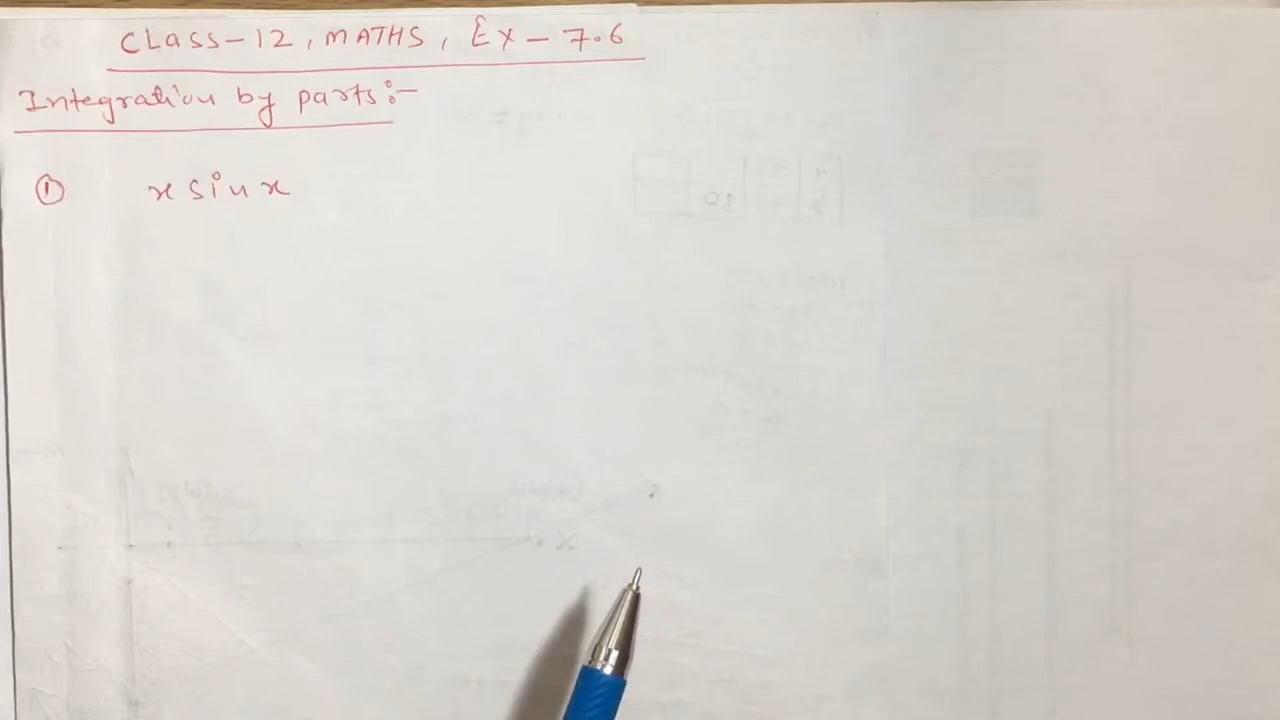 CLASS-12, MATHS, Ex - 7.6
Integration by parts:-
① x sin x